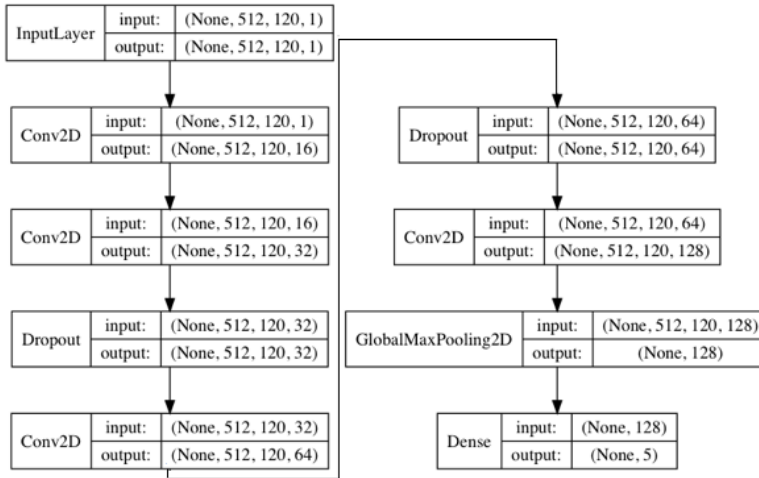 InputLayer
input: (None, 512, 120, 1)
output: (None, 512, 120, 1)
Conv2D
input: (None, 512, 120, 1)
output: (None, 512, 120, 16)
Conv2D
input: (None, 512, 120, 16)
output: (None, 512, 120, 32)
Dropout
input: (None, 512, 120, 32)
output: (None, 512, 120, 32)
Conv2D
input: (None, 512, 120, 32)
output: (None, 512, 120, 64)
Dropout
input: (None, 512, 120, 64)
output: (None, 512, 120, 64)
Conv2D
input: (None, 512, 120, 64)
output: (None, 512, 120, 128)
GlobalMaxPooling2D
input: (None, 512, 120, 128)
output: (None, 128)
Dense
input: (None, 128)
output: (None, 5)